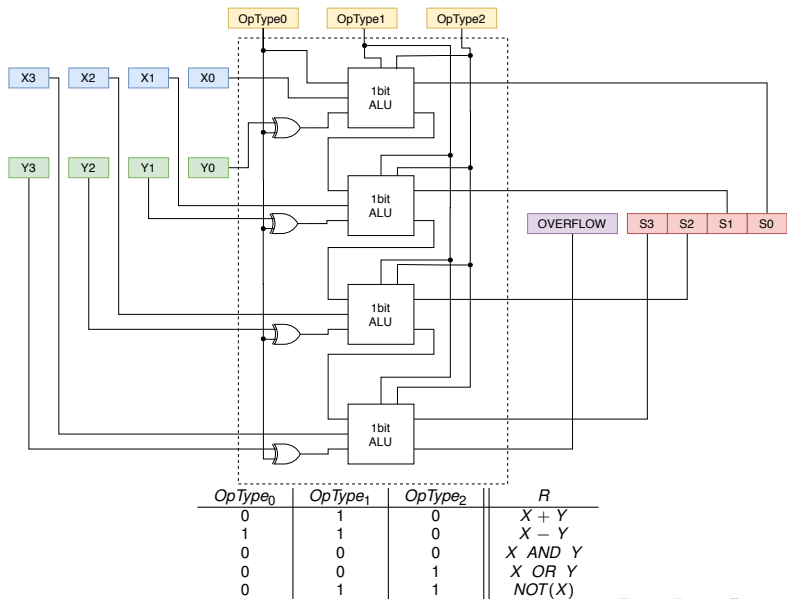 OpType0 OpType1 OpType2
X3 X2 X1 X0
1bit
ALU
Y3 Y2 Y1 Y0
1bit
ALU
OVERFLOW S3 S2 S1 S0
1bit
ALU
1bit
ALU
OpType0 OpType1 OpType2 R
0 1 0 X + Y
1 1 0 X − Y
0 0 0 X AND Y
0 0 1 X OR Y
0 1 1 NOT(X)